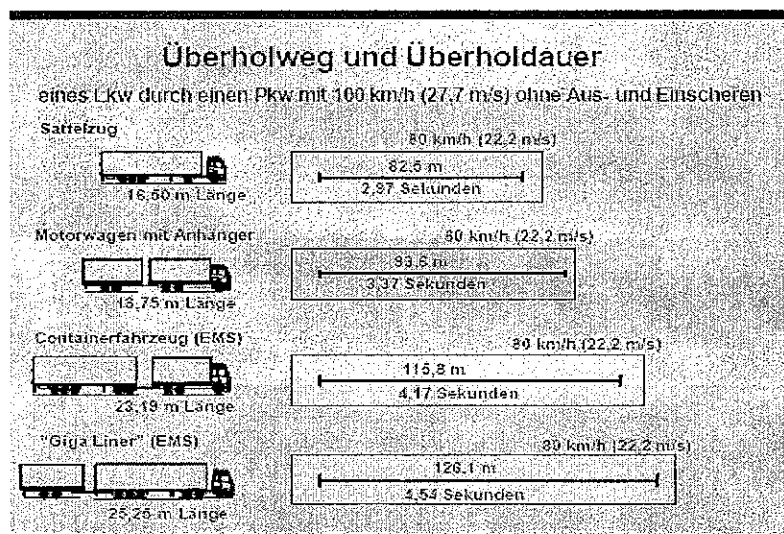 Überholweg und Überholdauer
eines Lkw durch einen Pkw mit 100 km/h (27,7 m/s) ohne Aus- und Einscheren
Sattelzug
80 km/h (22,2 m/s)
82,5 m
2,97 Sekunden
16,50 m Länge
Motorwagen mit Anhänger
80 km/h (22,2 m/s)
93,6 m
3,37 Sekunden
18,75 m Länge
Containerfahrzeug (EMS)
80 km/h (22,2 m/s)
115,8 m
4,17 Sekunden
23,19 m Länge
"Giga Liner" (EMS)
80 km/h (22,2 m/s)
126,1 m
4,54 Sekunden
25,25 m Länge